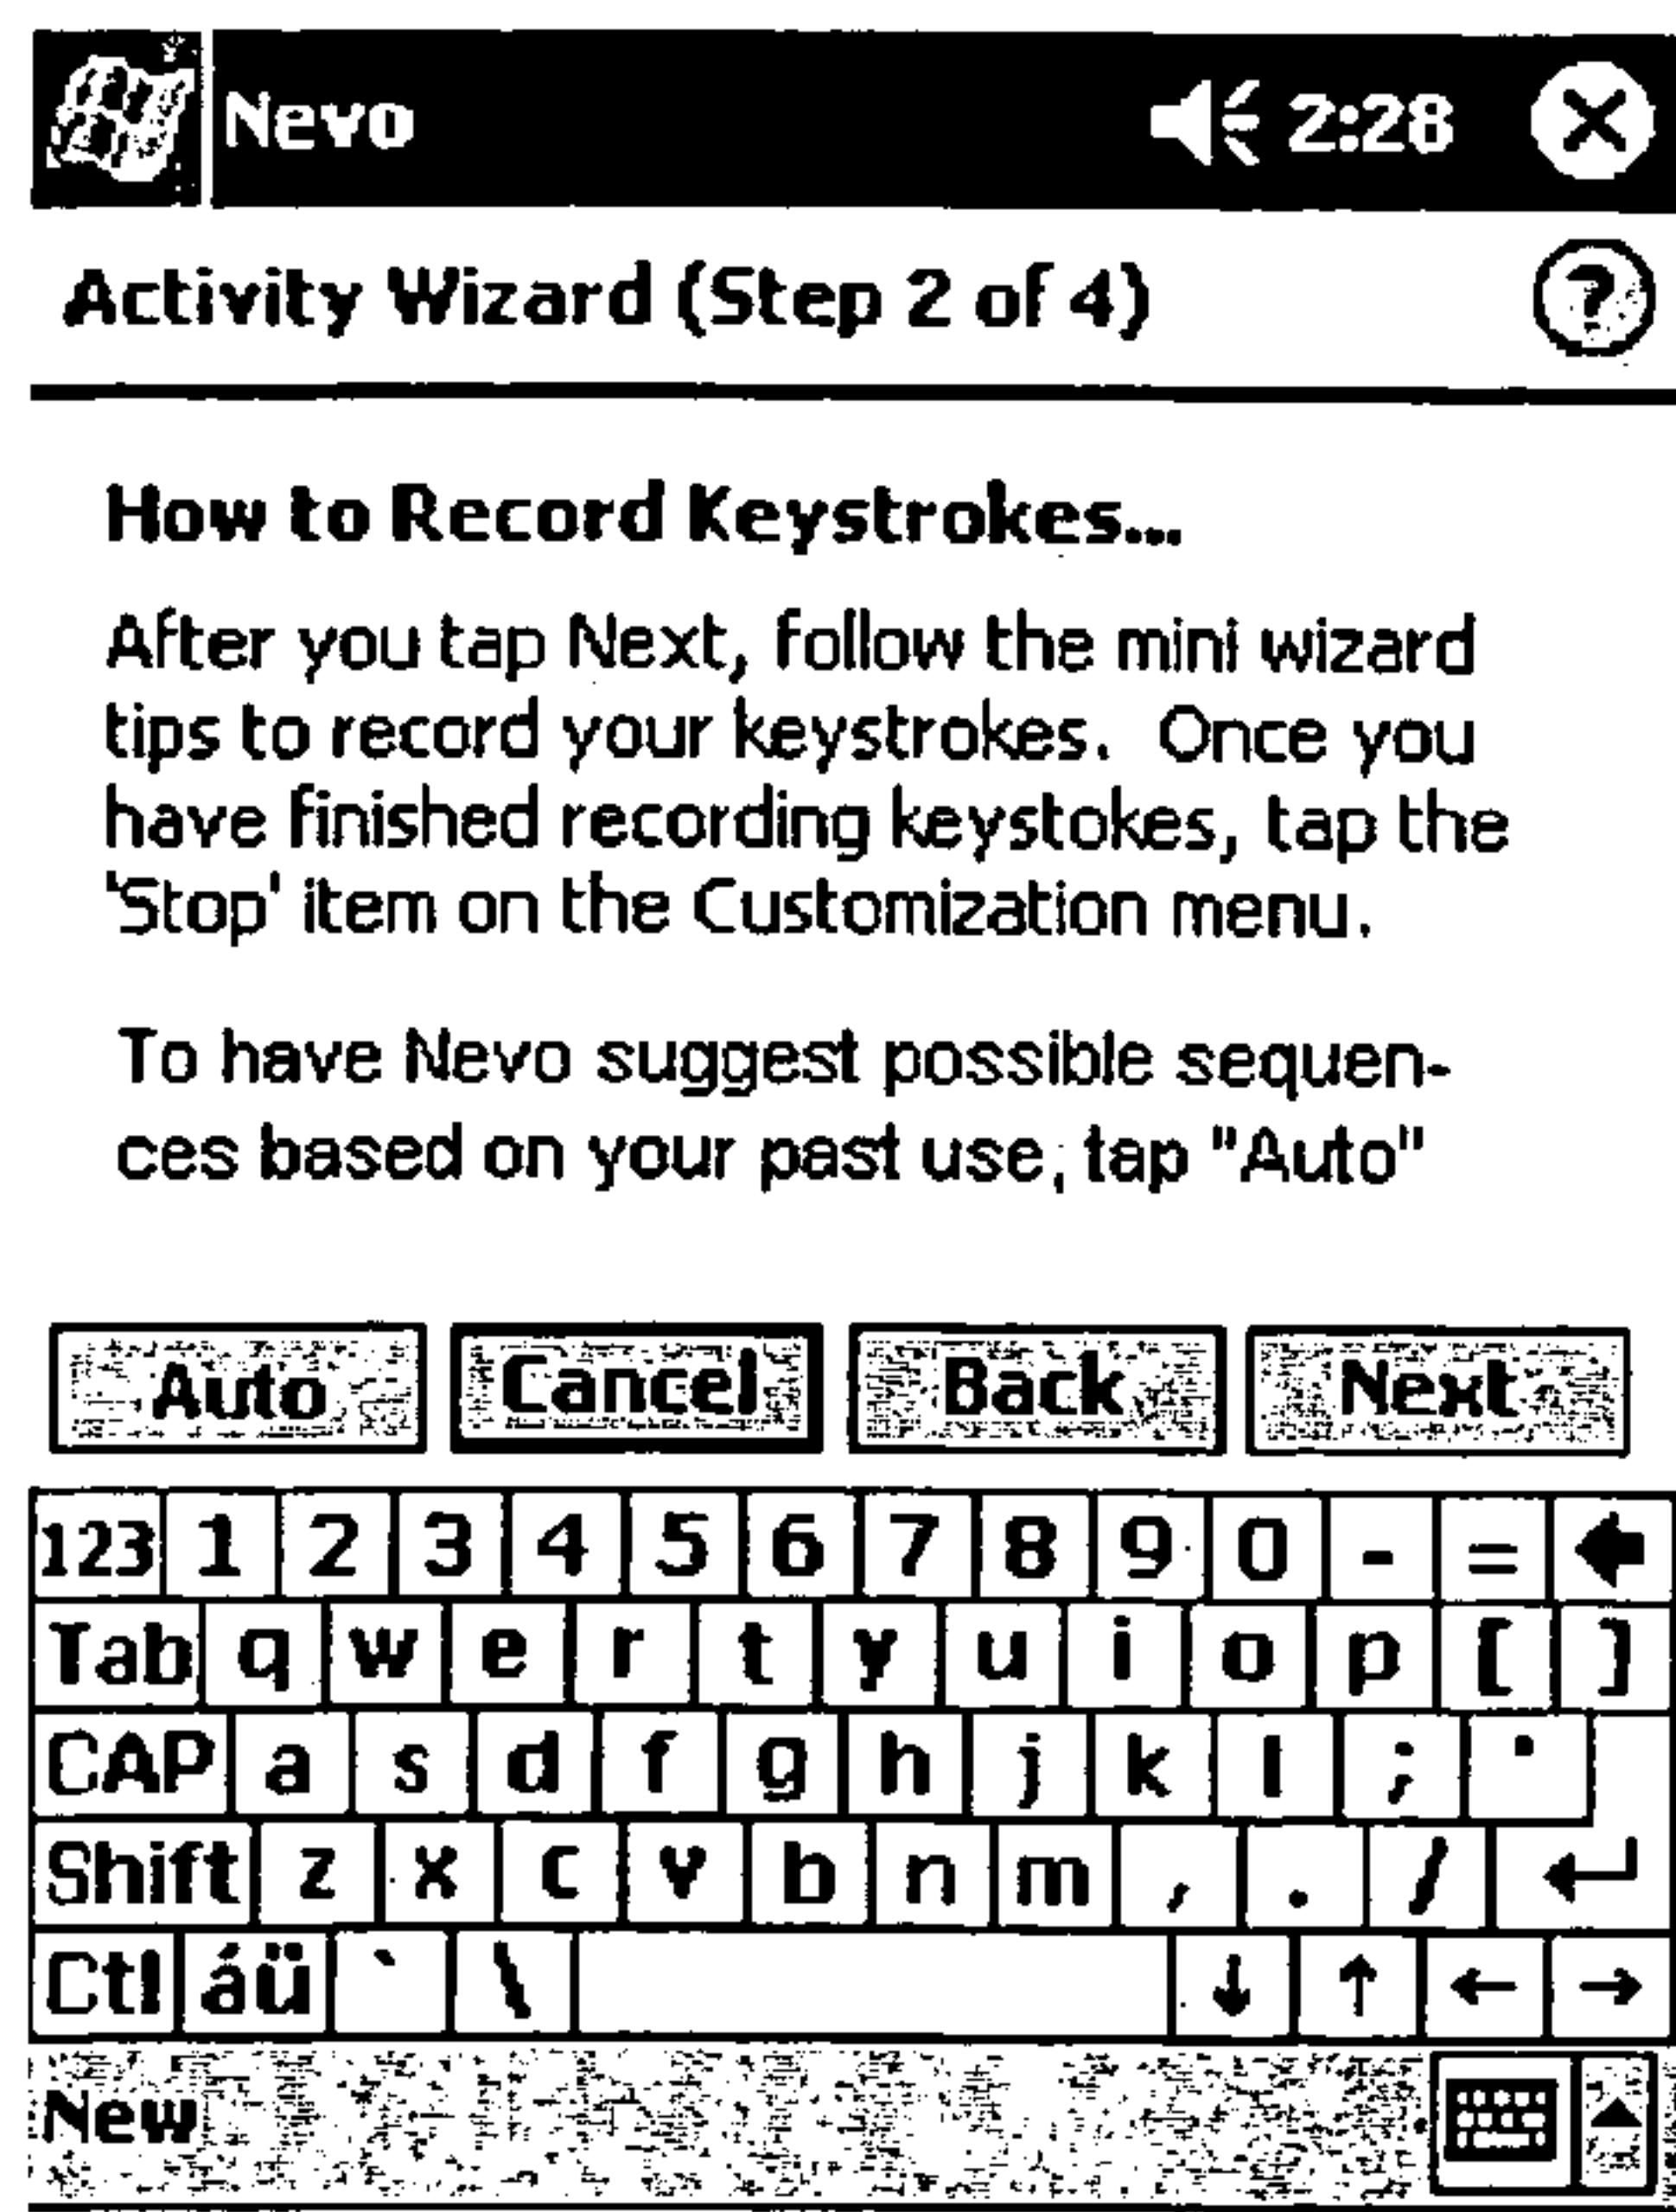 Nevo 2:28
Activity Wizard (Step 2 of 4) ?
How to Record Keystrokes...
After you tap Next, follow the mini wizard
tips to record your keystrokes. Once you
have finished recording keystokes, tap the
'Stop' item on the Customization menu.
To have Nevo suggest possible sequen-
ces based on your past use, tap "Auto"
Auto Cancel Back Next
123 1 2 3 4 5 6 7 8 9 0 - =
Tab q w e r t y u i o p [ ]
CAP a s d f g h j k l ; '
Shift z x c v b n m , . /
Ctl áü ` \ ↓ ↑ ← →
New